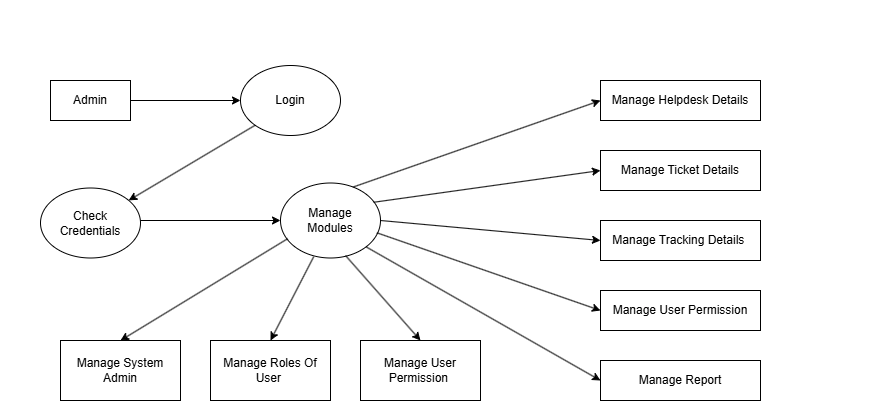 Admin
Login
Manage Helpdesk Details
Manage Ticket Details
Check
Credentials
Manage
Modules
Manage Tracking Details
Manage User Permission
Manage System
Admin
Manage Roles Of
User
Manage User
Permission
Manage Report